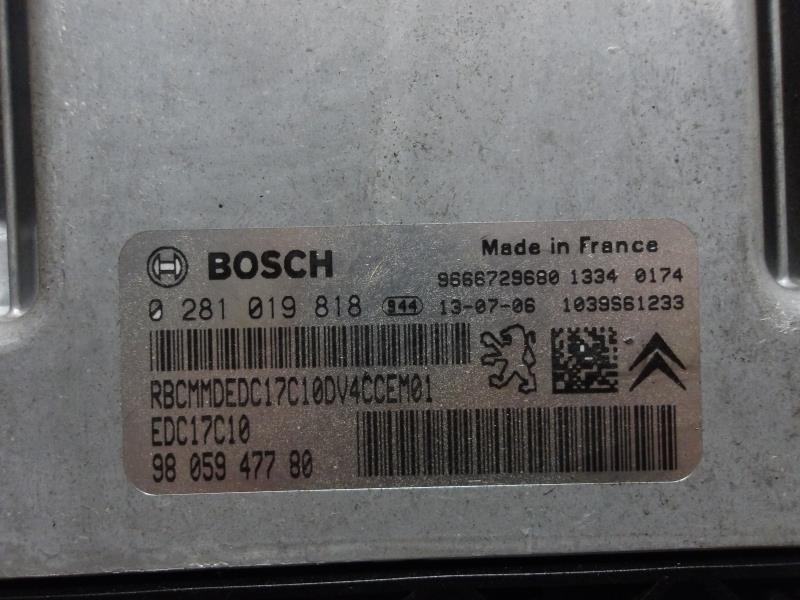 BOSCH
Made in France
9666729680 1334 0174
0 281 019 818 944 13-07-06 1039S61233
RBCMMDEDC17C10DV4CCEM01
EDC17C10
98 059 477 80